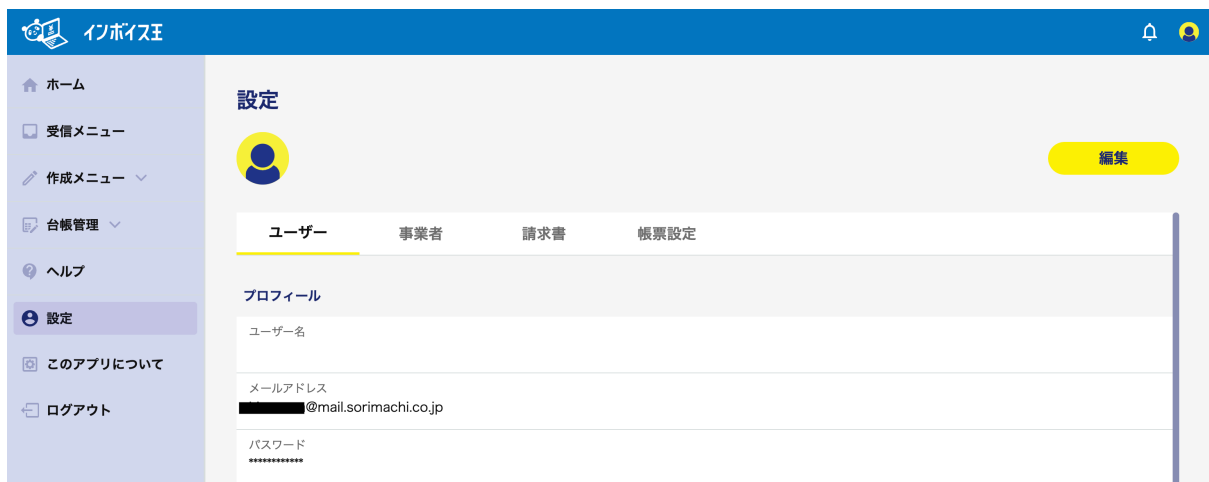 インボイス王
ホーム
受信メニュー
作成メニュー
台帳管理
ヘルプ
設定
このアプリについて
ログアウト
設定
編集
ユーザー 事業者 請求書 帳票設定
プロフィール
ユーザー名
メールアドレス
@mail.sorimachi.co.jp
パスワード
************